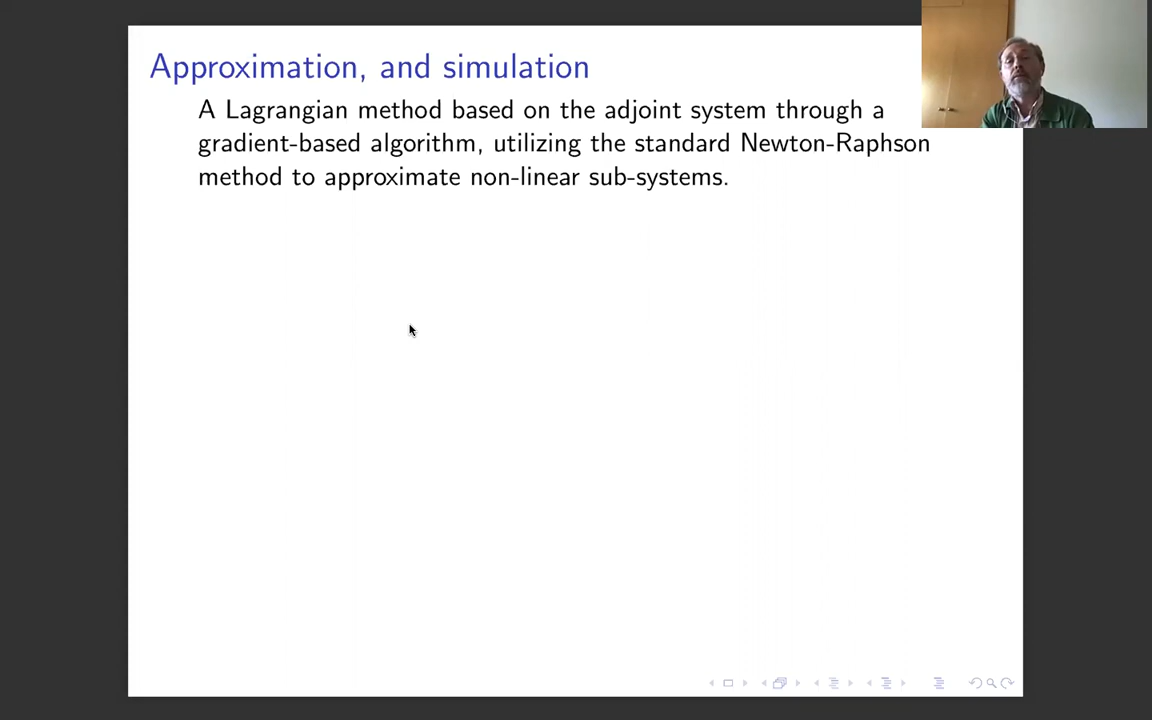 Approximation, and simulation
A Lagrangian method based on the adjoint system through a
gradient-based algorithm, utilizing the standard Newton-Raphson
method to approximate non-linear sub-systems.